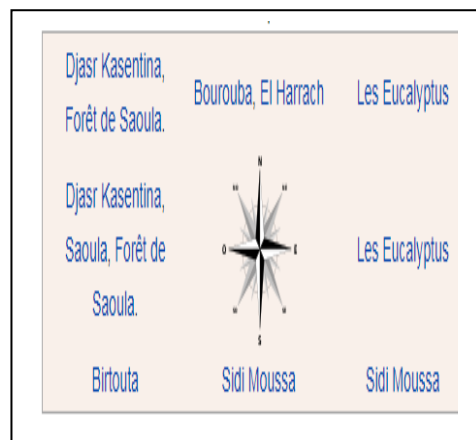 Djasr Kasentina,
Forêt de Saoula.
Bourouba, El Harrach
Les Eucalyptus
Djasr Kasentina,
Saoula, Forêt de
Saoula.
N
O
E
S
Les Eucalyptus
Birtouta
Sidi Moussa
Sidi Moussa